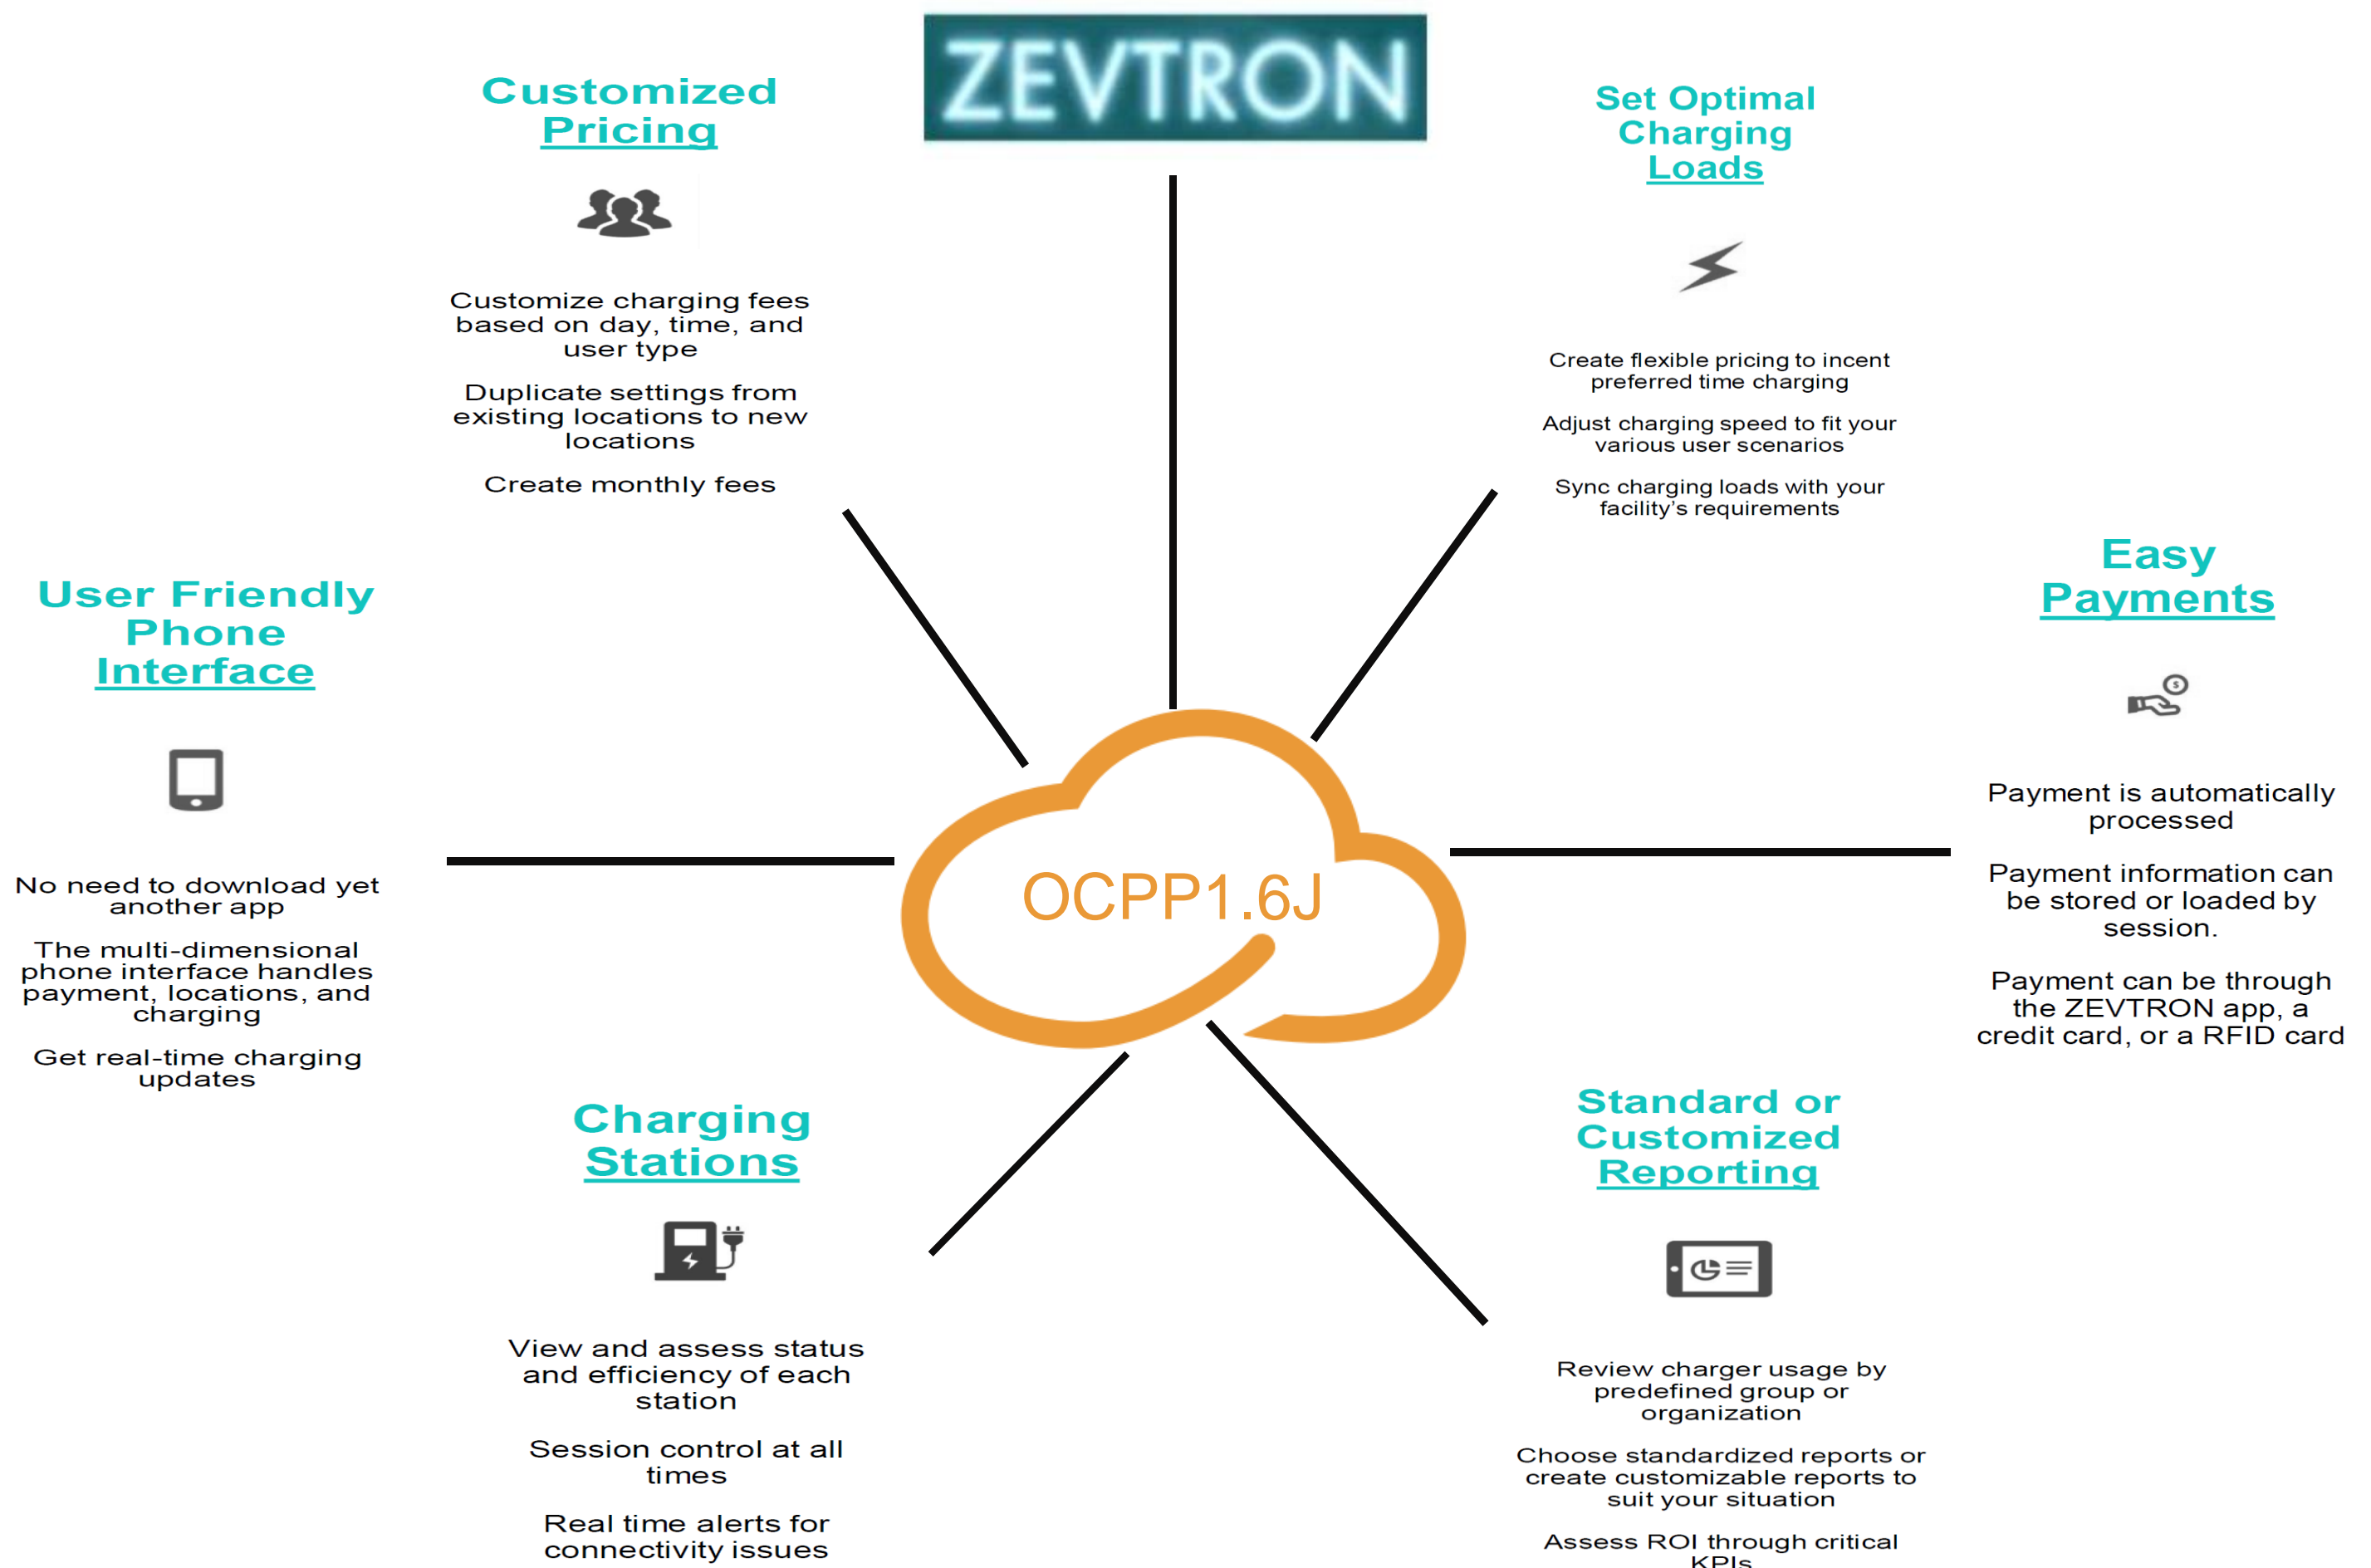 ZEVTRON
Customized
Pricing
Customize charging fees
based on day, time, and
user type
Duplicate settings from
existing locations to new
locations
Create monthly fees
Set Optimal
Charging
Loads
Create flexible pricing to incent
preferred time charging
Adjust charging speed to fit your
various user scenarios
Sync charging loads with your
facility’s requirements
User Friendly
Phone
Interface
No need to download yet
another app
The multi-dimensional
phone interface handles
payment, locations, and
charging
Get real-time charging
updates
OCPP1.6J
Easy
Payments
$
Payment is automatically
processed
Payment information can
be stored or loaded by
session.
Payment can be through
the ZEVTRON app, a
credit card, or a RFID card
Charging
Stations
View and assess status
and efficiency of each
station
Session control at all
times
Real time alerts for
connectivity issues
Standard or
Customized
Reporting
Review charger usage by
predefined group or
organization
Choose standardized reports or
create customizable reports to
suit your situation
Assess ROI through critical
KPIs